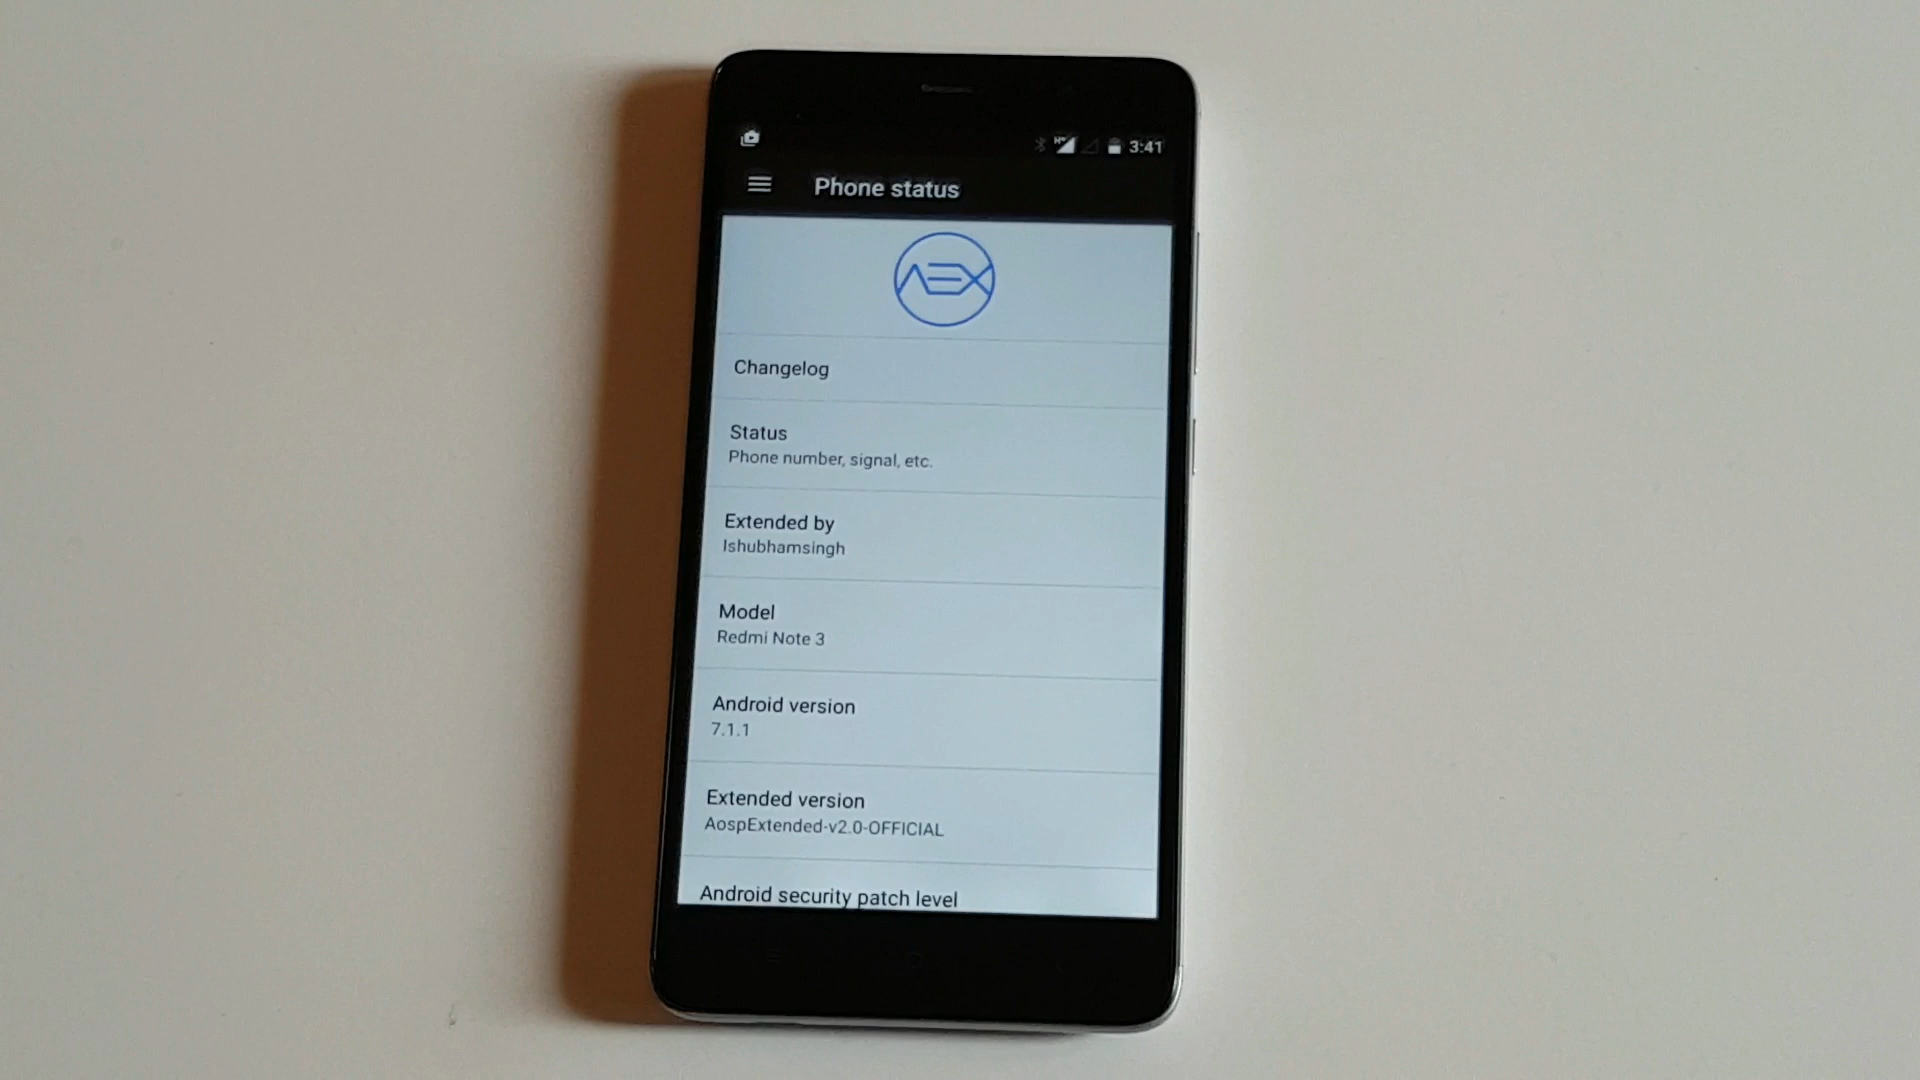 3:41
Phone status
AEX
Changelog
Status
Phone number, signal, etc.
Extended by
Ishubhamsingh
Model
Redmi Note 3
Android version
7.1.1
Extended version
AospExtended-v2.0-OFFICIAL
Android security patch level